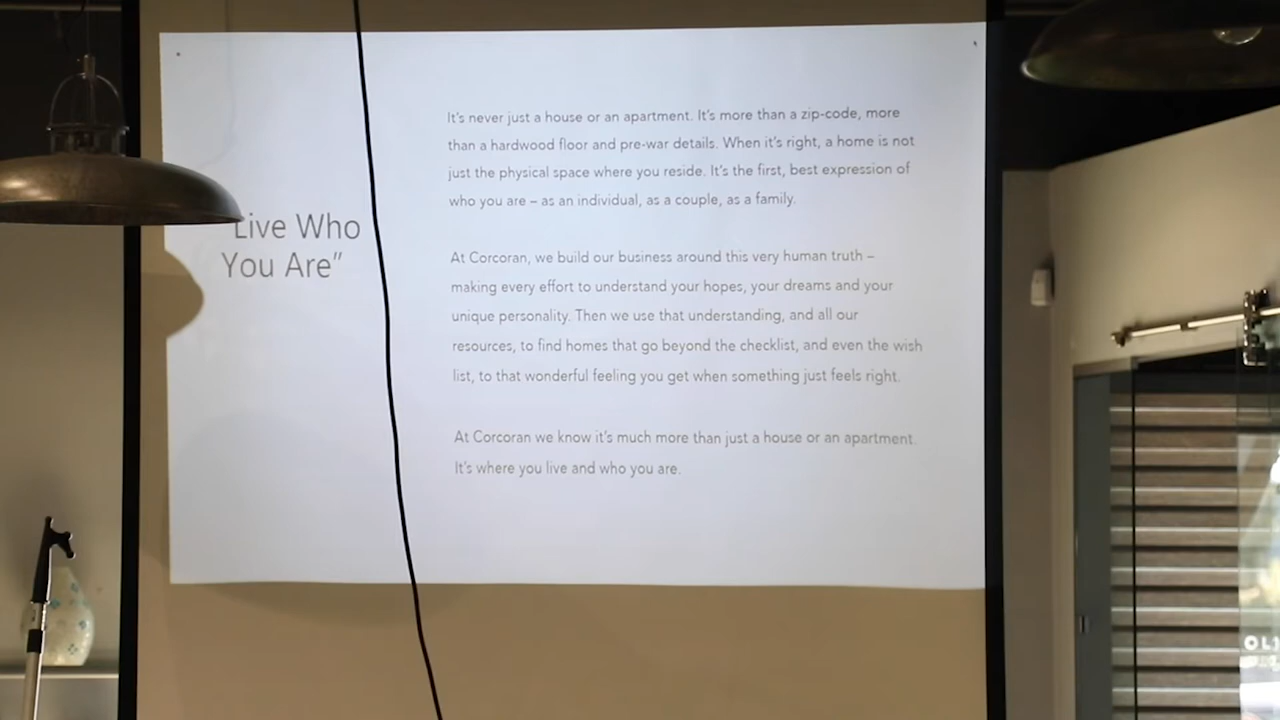 "Live Who
You Are"
It's never just a house or an apartment. It's more than a zip-code, more
than a hardwood floor and pre-war details. When it's right, a home is not
just the physical space where you reside. It's the first, best expression of
who you are – as an individual, as a couple, as a family.
At Corcoran, we build our business around this very human truth –
making every effort to understand your hopes, your dreams and your
unique personality. Then we use that understanding, and all our
resources, to find homes that go beyond the checklist, and even the wish
list, to that wonderful feeling you get when something just feels right.
At Corcoran we know it's much more than just a house or an apartment.
It's where you live and who you are.